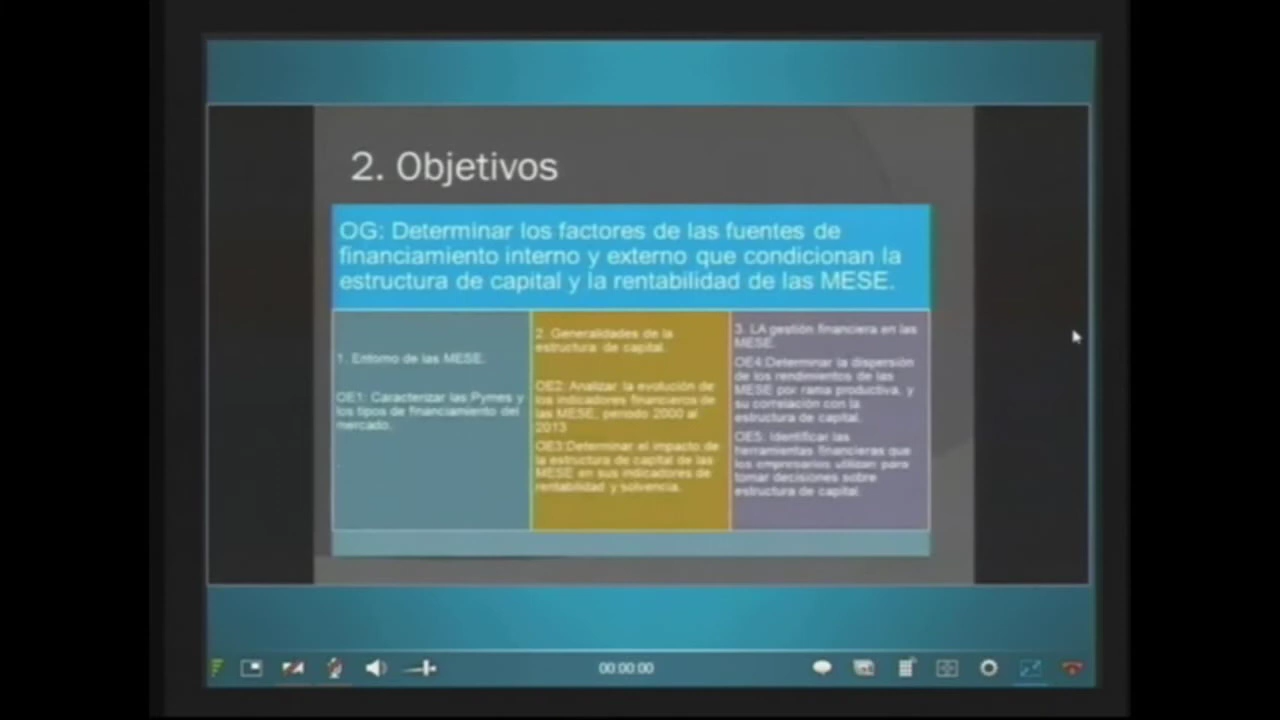 2. Objetivos
OG: Determinar los factores de las fuentes de
financiamiento interno y externo que condicionan la
estructura de capital y la rentabilidad de las MESE.
1. Entorno de las MESE.
OE1: Caracterizar las Pymes y
los tipos de financiamiento del
mercado.
2. Generalidades de la
estructura de capital.
OE2: Analizar la evolución de
los indicadores financieros de
las MESE, periodo 2000 al
2013
OE3:Determinar el impacto de
la estructura de capital de las
MESE en sus indicadores de
rentabilidad y solvencia.
3. LA gestión financiera en las
MESE.
OE4:Determinar la dispersión
de los rendimientos de las
MESE por rama productiva, y
su correlación con la
estructura de capital.
OE5: Identificar las
herramientas financieras que
los empresarios utilizan para
tomar decisiones sobre
estructura de capital.
00:00:00